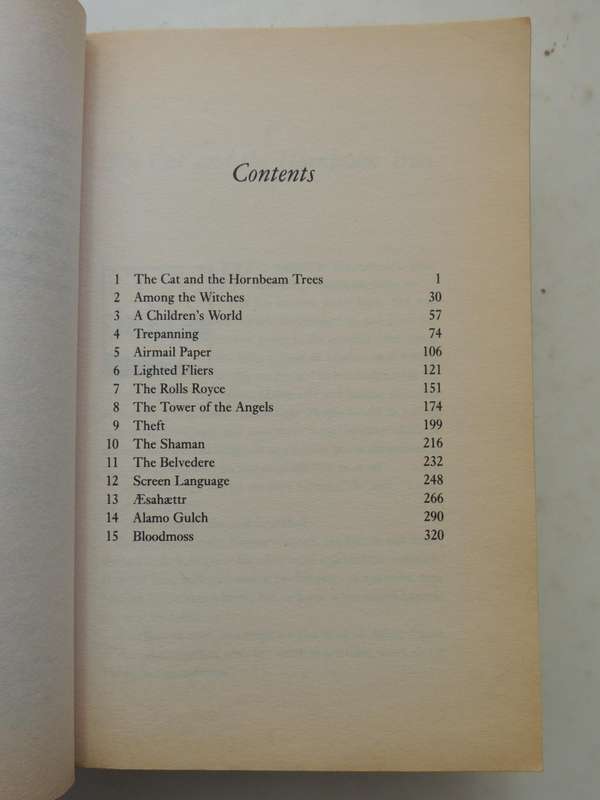 Contents
1 The Cat and the Hornbeam Trees 1
2 Among the Witches 30
3 A Children's World 57
4 Trepanning 74
5 Airmail Paper 106
6 Lighted Fliers 121
7 The Rolls Royce 151
8 The Tower of the Angels 174
9 Theft 199
10 The Shaman 216
11 The Belvedere 232
12 Screen Language 248
13 Æsahættr 266
14 Alamo Gulch 290
15 Bloodmoss 320